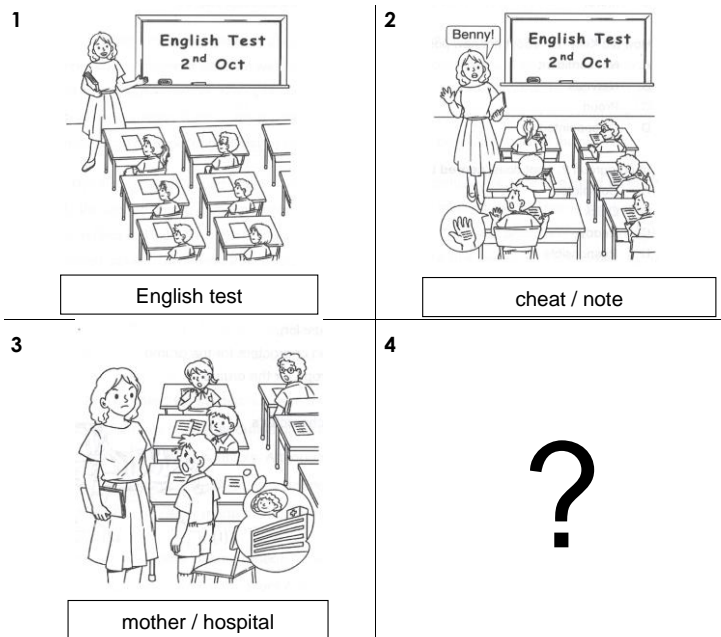 1
English Test
2nd Oct
English test
2
Benny!
English Test
2nd Oct
cheat / note
3
mother / hospital
4
?